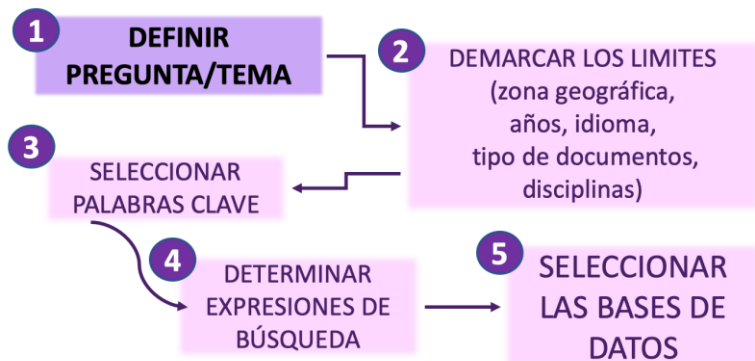 1
DEFINIR
PREGUNTA/TEMA
2
DEMARCAR LOS LIMITES
(zona geográfica,
años, idioma,
tipo de documentos,
disciplinas)
3
SELECCIONAR
PALABRAS CLAVE
4
DETERMINAR
EXPRESIONES DE
BÚSQUEDA
5
SELECCIONAR
LAS BASES DE
DATOS